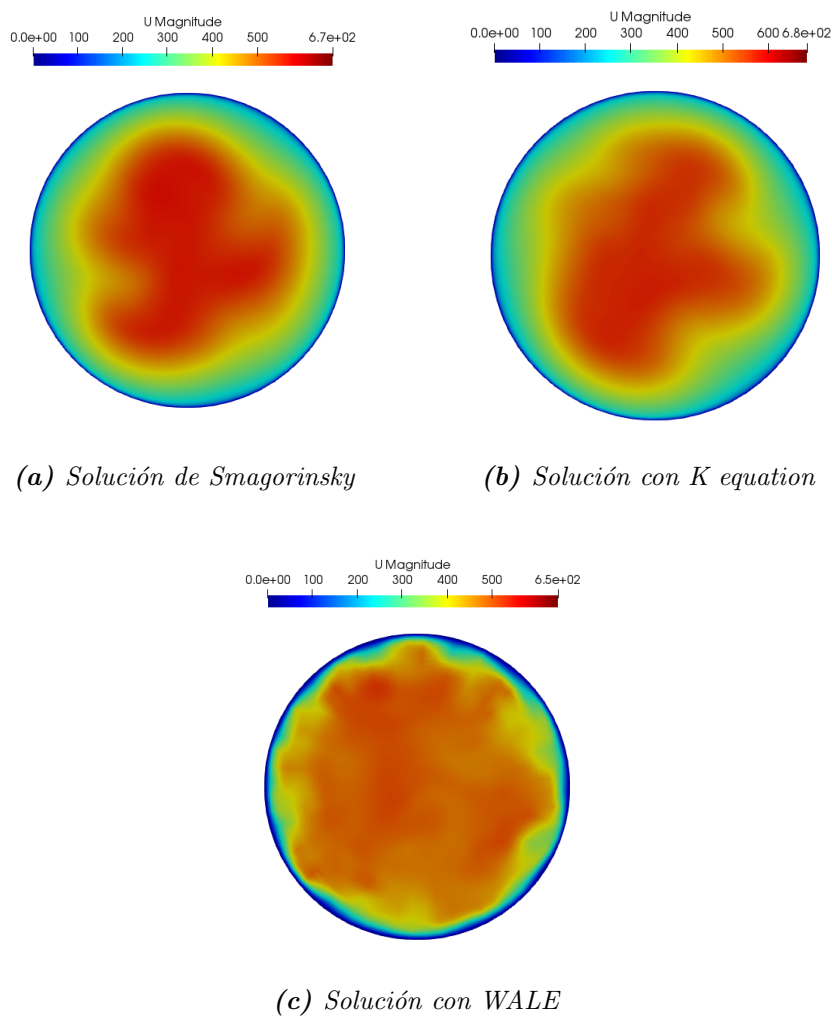 U Magnitude
0.0e+00 100 200 300 400 500 6.7e+02
U Magnitude
0.0e+00 100 200 300 400 500 600 6.8e+02
(a) Solución de Smagorinsky
(b) Solución con K equation
U Magnitude
0.0e+00 100 200 300 400 500 6.5e+02
(c) Solución con WALE